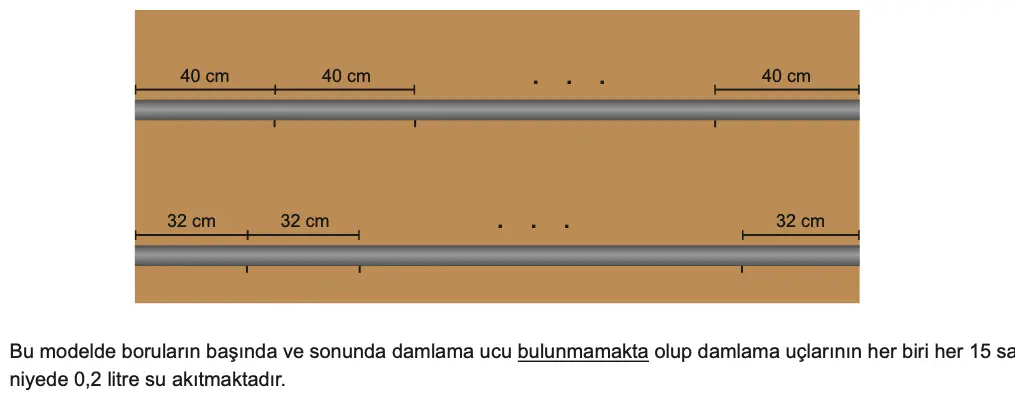 40 cm 40 cm . . . 40 cm
32 cm 32 cm . . . 32 cm
Bu modelde boruların başında ve sonunda damlama ucu bulunmamakta olup damlama uçlarının her biri her 15 sa
niyede 0,2 litre su akıtmaktadır.